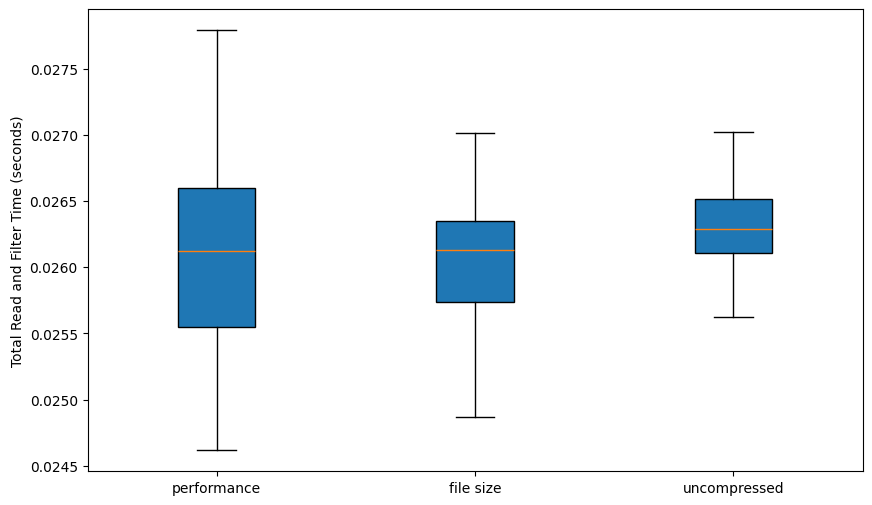 Total Read and Filter Time (seconds)
0.0275
0.0270
0.0265
0.0260
0.0255
0.0250
0.0245
performance
file size
uncompressed